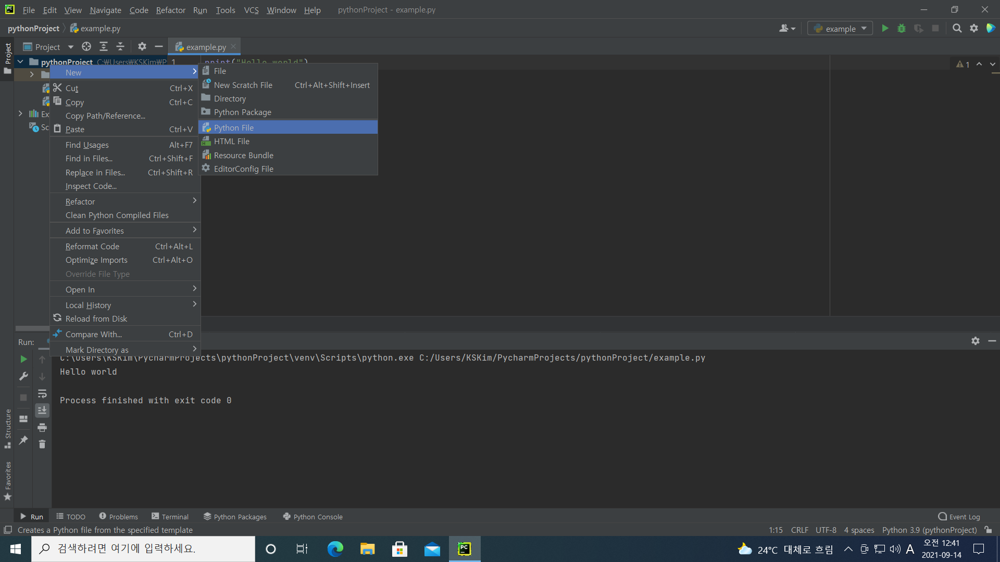 File Edit View Navigate Code Refactor Run Tools VCS Window Help pythonProject - example.py
pythonProject example.py
example
Project
Project
example.py
pythonProject C:₩Users₩KSKim₩P
1
print("Hello world")
1
New
Cut Ctrl+X
Copy Ctrl+C
Ex
Copy Path/Reference...
Sc
Paste Ctrl+V
Find Usages Alt+F7
Find in Files... Ctrl+Shift+F
Replace in Files... Ctrl+Shift+R
Inspect Code...
Refactor
Clean Python Compiled Files
Add to Favorites
Reformat Code Ctrl+Alt+L
Optimize Imports Ctrl+Alt+O
Override File Type
Open In
Local History
Reload from Disk
Compare With... Ctrl+D
Mark Directory as
File
New Scratch File Ctrl+Alt+Shift+Insert
Directory
Python Package
Python File
HTML File
Resource Bundle
EditorConfig File
Run:
C:\Users\KSKim\PycharmProjects\pythonProject\venv\Scripts\python.exe C:/Users/KSKim/PycharmProjects/pythonProject/example.py
Hello world
Process finished with exit code 0
Structure
Favorites
Run TODO Problems Terminal Python Packages Python Console Event Log
Creates a Python file from the specified template 1:15 CRLF UTF-8 4 spaces Python 3.9 (pythonProject)
검색하려면 여기에 입력하세요.
24°C 대체로 흐림
A
오전 12:41
2021-09-14